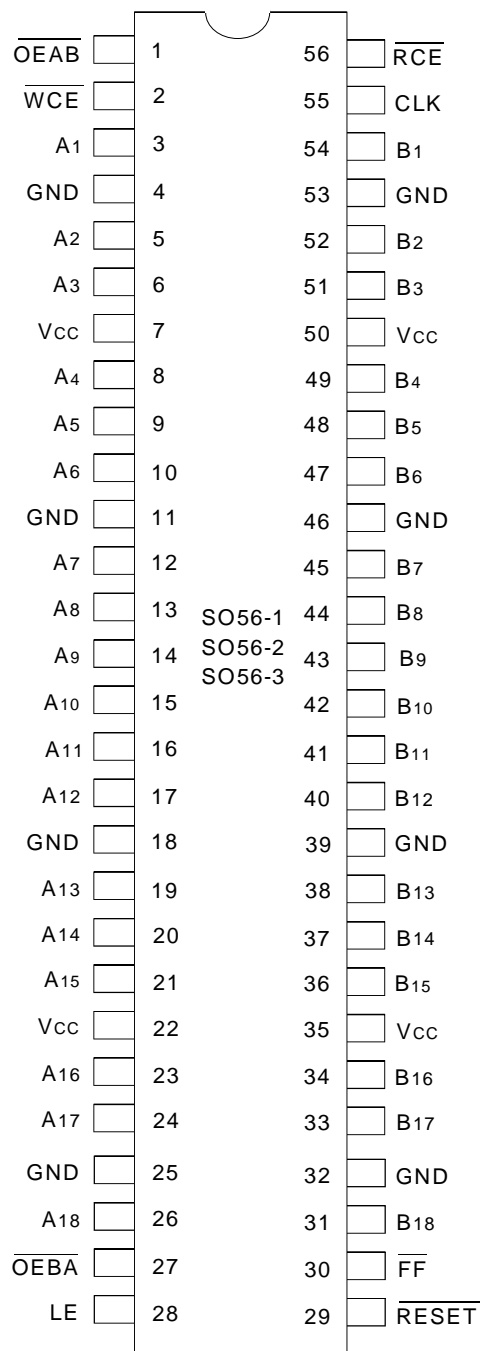 OEAB 1 56 RCE
WCE 2 55 CLK
A1 3 54 B1
GND 4 53 GND
A2 5 52 B2
A3 6 51 B3
VCC 7 50 VCC
A4 8 49 B4
A5 9 48 B5
A6 10 47 B6
GND 11 46 GND
A7 12 45 B7
A8 13 SO56-1 44 B8
A9 14 SO56-2 43 B9
SO56-3
A10 15 42 B10
A11 16 41 B11
A12 17 40 B12
GND 18 39 GND
A13 19 38 B13
A14 20 37 B14
A15 21 36 B15
VCC 22 35 VCC
A16 23 34 B16
A17 24 33 B17
GND 25 32 GND
A18 26 31 B18
OEBA 27 30 FF
LE 28 29 RESET